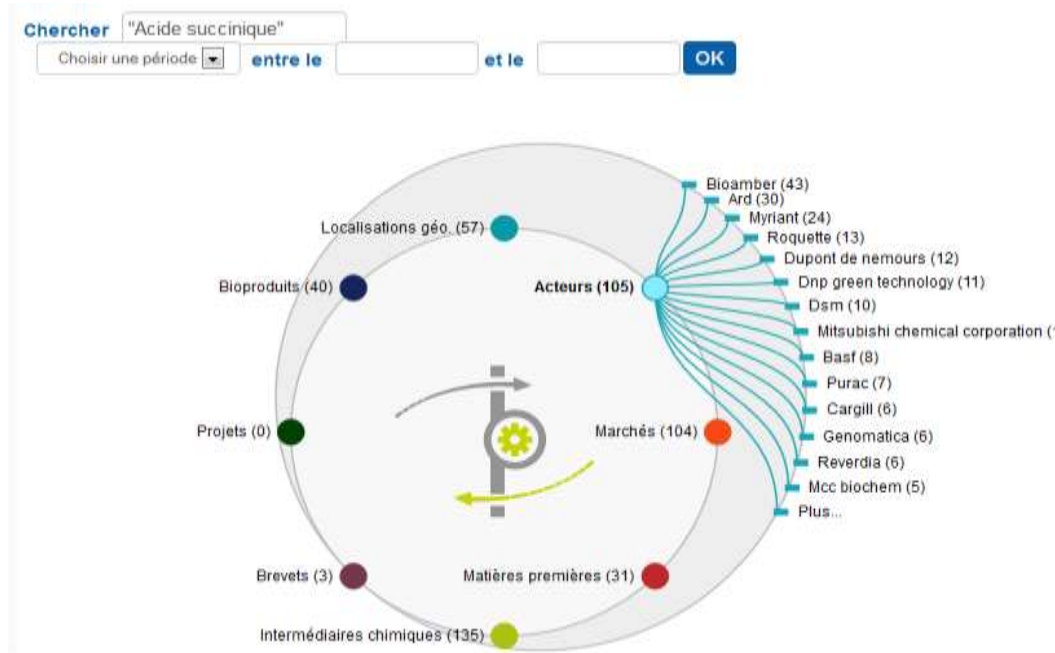 Chercher "Acide succinique"
Choisir une période entre le et le OK
Bioamber (43)
Ard (30)
Myriant (24)
Localisations géo. (57)
Roquette (13)
Dupont de nemours (12)
Bioproduits (40)
Acteurs (105)
Dnp green technology (11)
Dsm (10)
Mitsubishi chemical corporation (
Basf (8)
Purac (7)
Cargill (6)
Projets (0)
Marchés (104)
Genomatica (6)
Reverdia (6)
Mcc biochem (5)
Plus...
Brevets (3)
Matières premières (31)
Intermédiaires chimiques (135)